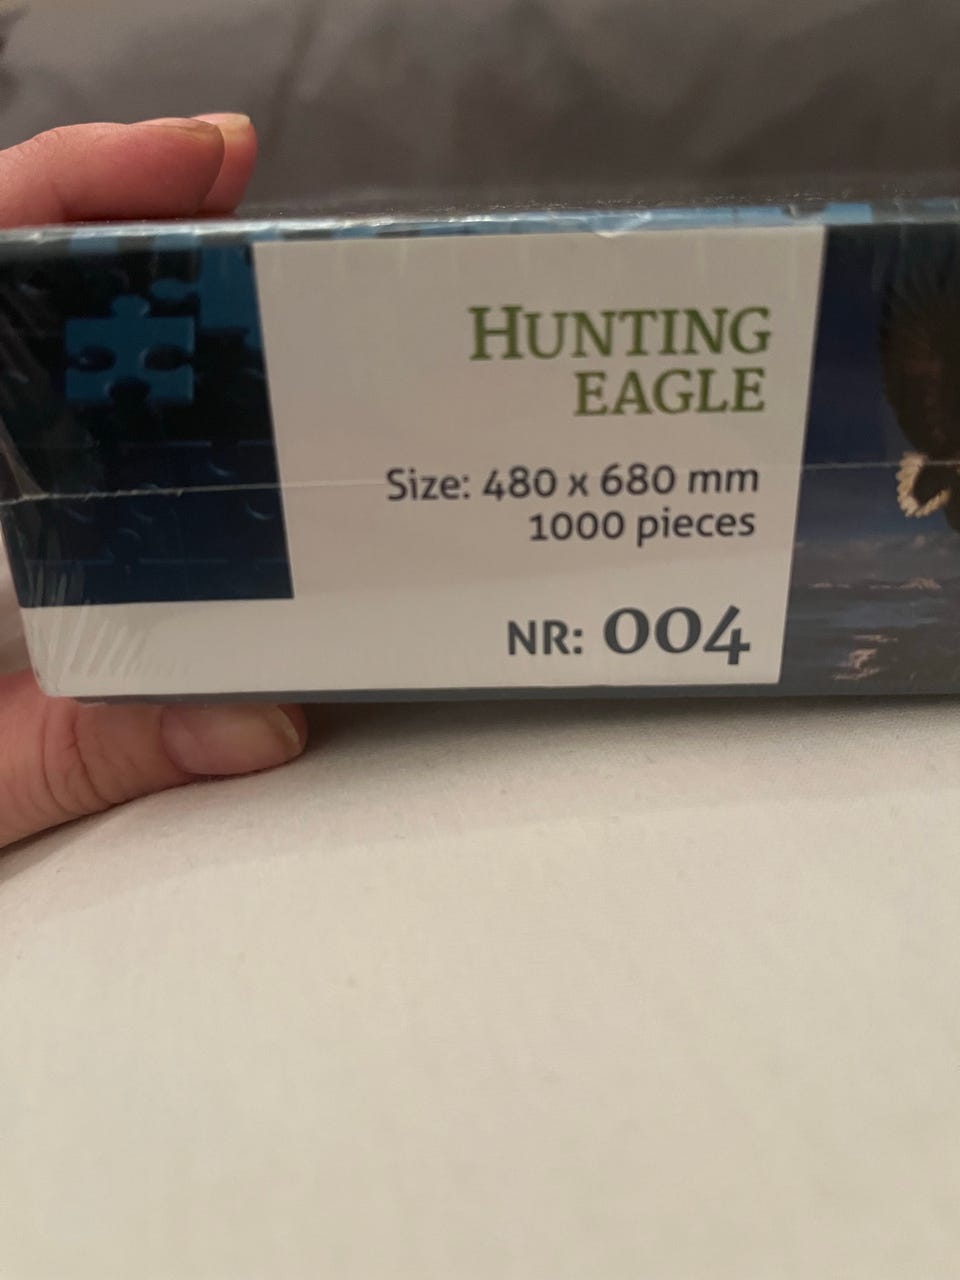 HUNTING
EAGLE
Size: 480 x 680 mm
1000 pieces
NR: 004